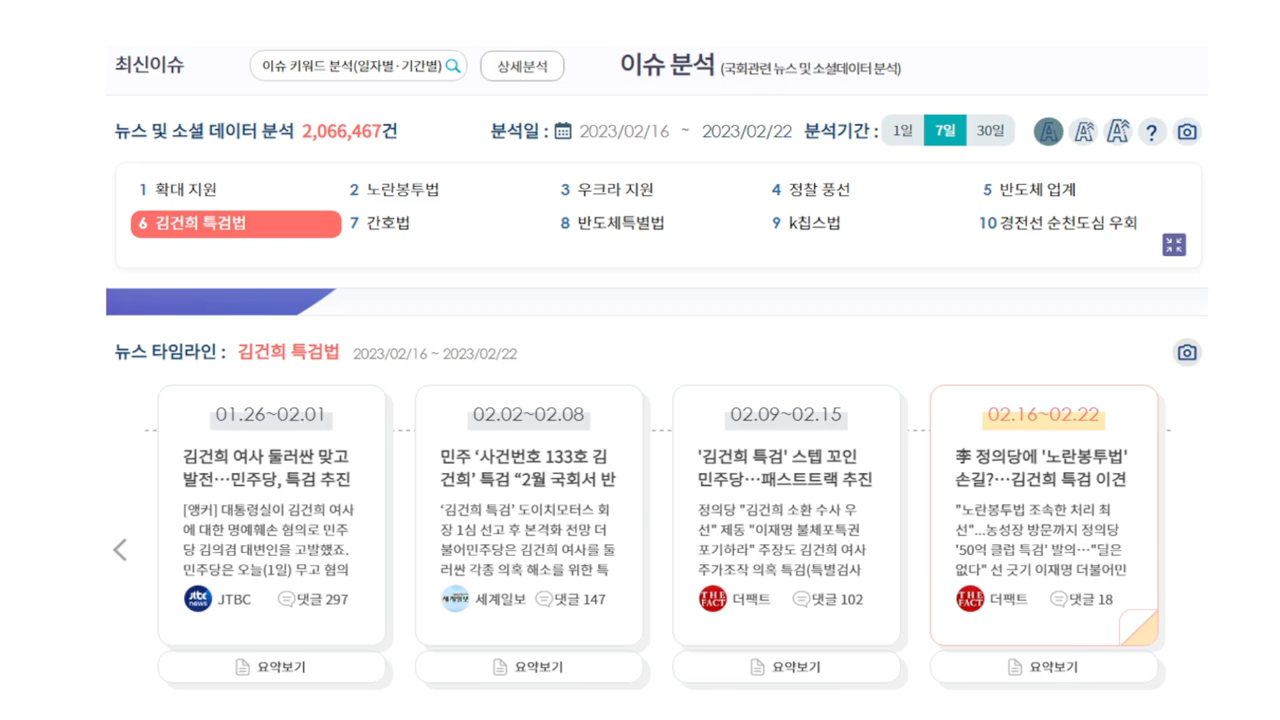 최신이슈
이슈 키워드 분석(일자별·기간별)
상세분석
이슈 분석 (국회관련 뉴스 및 소셜데이터 분석)
뉴스 및 소셜 데이터 분석 2,066,467건
분석일 : 2023/02/16 ~ 2023/02/22 분석기간 : 1일 7일 30일
A A A ?
1 확대 지원
2 노란봉투법
3 우크라 지원
4 정찰 풍선
5 반도체 업계
6 김건희 특검법
7 간호법
8 반도체특별법
9 k칩스법
10 경전선 순천도심 우회
뉴스 타임라인 : 김건희 특검법 2023/02/16 ~ 2023/02/22
01.26~02.01
김건희 여사 둘러싼 맞고
발전…민주당, 특검 추진
[앵커] 대통령실이 김건희 여사
에 대한 명예훼손 혐의로 민주
당 김의겸 대변인을 고발했죠.
민주당은 오늘(1일) 무고 혐의
jtbc news JTBC 댓글 297
요약보기
02.02~02.08
민주 ‘사건번호 133호 김
건희’ 특검 “2월 국회서 반
‘김건희 특검’ 도이치모터스 회
장 1심 선고 후 본격화 전망 더
불어민주당은 김건희 여사를 둘
러싼 각종 의혹 해소를 위한 특
세계일보 세계일보 댓글 147
요약보기
02.09~02.15
'김건희 특검' 스텝 꼬인
민주당…패스트트랙 추진
정의당 "김건희 소환 수사 우
선" 제동 "이재명 불체포특권
포기하라" 주장도 김건희 여사
주가조작 의혹 특검(특별검사
THE FACT 더팩트 댓글 102
요약보기
02.16~02.22
李 정의당에 '노란봉투법'
손길?…김건희 특검 이견
"노란봉투법 조속한 처리 최
선"...농성장 방문까지 정의당
'50억 클럽 특검' 발의…"딜은
없다" 선 긋기 이재명 더불어민
THE FACT 더팩트 댓글 18
요약보기